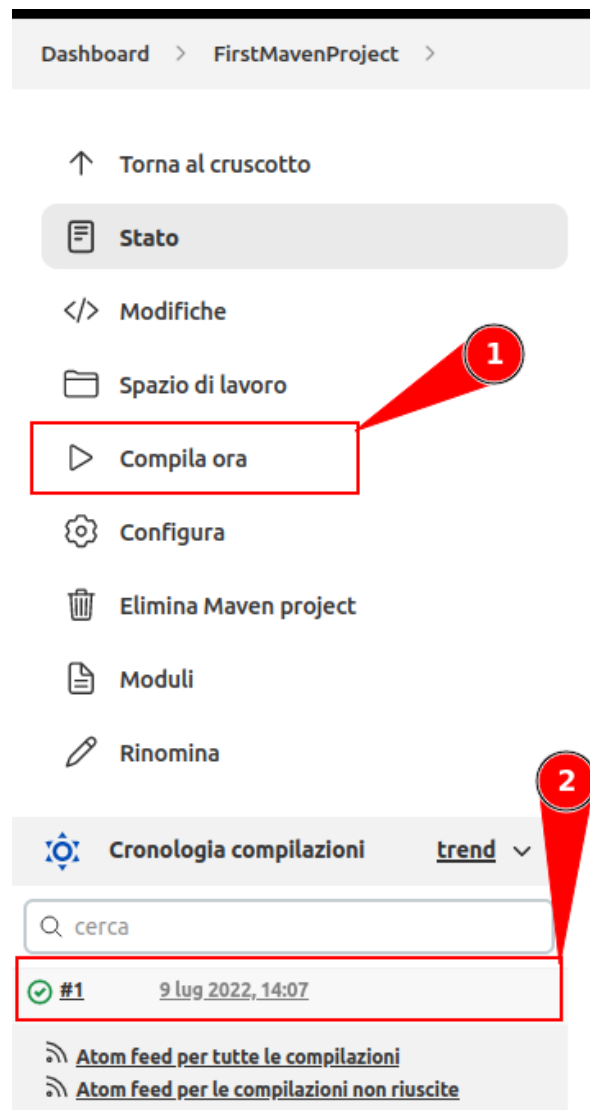 Dashboard > FirstMavenProject >
Torna al cruscotto
Stato
</> Modifiche
1
Spazio di lavoro
Compila ora
Configura
Elimina Maven project
Moduli
Rinomina
2
Cronologia compilazioni trend
cerca
#1 9 lug 2022, 14:07
Atom feed per tutte le compilazioni
Atom feed per le compilazioni non riuscite